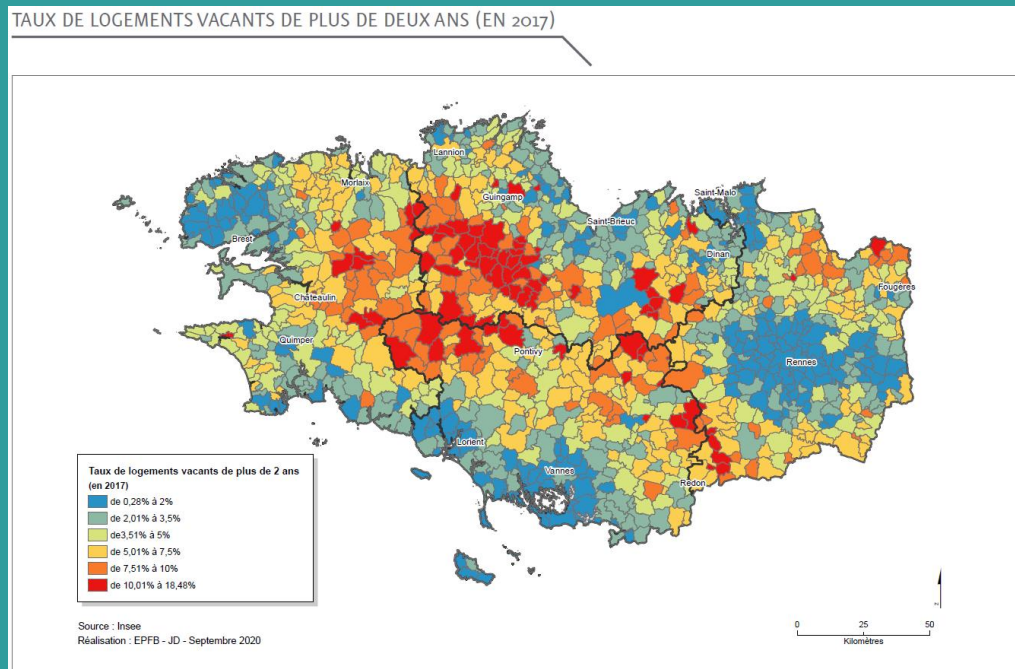 TAUX DE LOGEMENTS VACANTS DE PLUS DE DEUX ANS (EN 2017)
Lannion
Morlaix
Guingamp
Saint-Malo
Saint-Brieuc
Brest
Dinan
Fougères
Chateaulin
Quimper
Pontivy
Rennes
Lorient
Vannes
Redon
Taux de logements vacants de plus de 2 ans
(en 2017)
de 0,28% à 2%
de 2,01% à 3,5%
de3,51% à 5%
de 5,01% à 7,5%
de 7,51% à 10%
de 10,01% à 18,48%
Source : Insee
Réalisation : EPFB - JD - Septembre 2020
0 25 50
Kilomètres